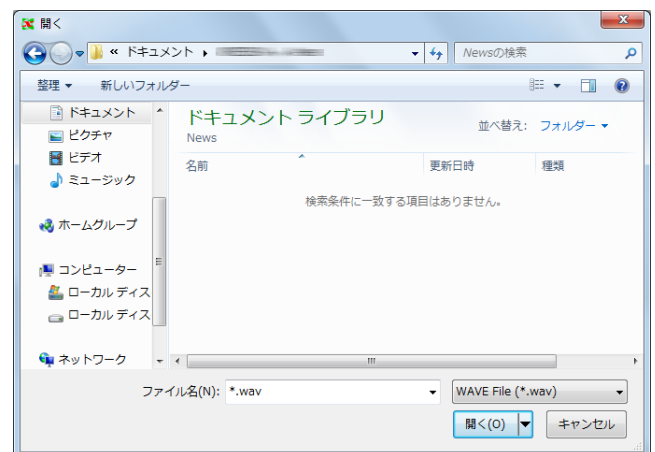 開く
« ドキュメント
Newsの検索
整理 新しいフォルダー
ドキュメント
ピクチャ
ビデオ
ミュージック
ホームグループ
コンピューター
ローカル ディス
ローカル ディス
ネットワーク
ドキュメント ライブラリ
News
並べ替え: フォルダー
名前 更新日時 種類
検索条件に一致する項目はありません。
ファイル名(N): *.wav WAVE File (*.wav)
開く(O) キャンセル